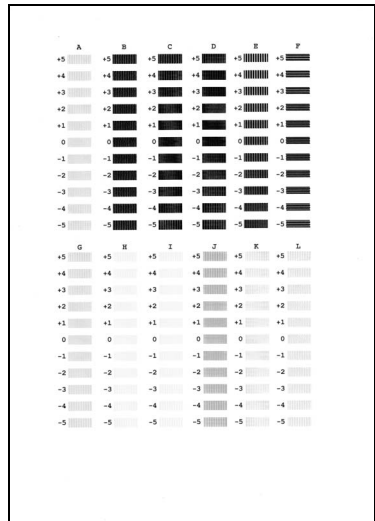 A B C D E F
+5 +5 +5 +5 +5 +5
+4 +4 +4 +4 +4 +4
+3 +3 +3 +3 +3 +3
+2 +2 +2 +2 +2 +2
+1 +1 +1 +1 +1 +1
0 0 0 0 0 0
-1 -1 -1 -1 -1 -1
-2 -2 -2 -2 -2 -2
-3 -3 -3 -3 -3 -3
-4 -4 -4 -4 -4 -4
-5 -5 -5 -5 -5 -5
G H I J K L
+5 +5 +5 +5 +5 +5
+4 +4 +4 +4 +4 +4
+3 +3 +3 +3 +3 +3
+2 +2 +2 +2 +2 +2
+1 +1 +1 +1 +1 +1
0 0 0 0 0 0
-1 -1 -1 -1 -1 -1
-2 -2 -2 -2 -2 -2
-3 -3 -3 -3 -3 -3
-4 -4 -4 -4 -4 -4
-5 -5 -5 -5 -5 -5